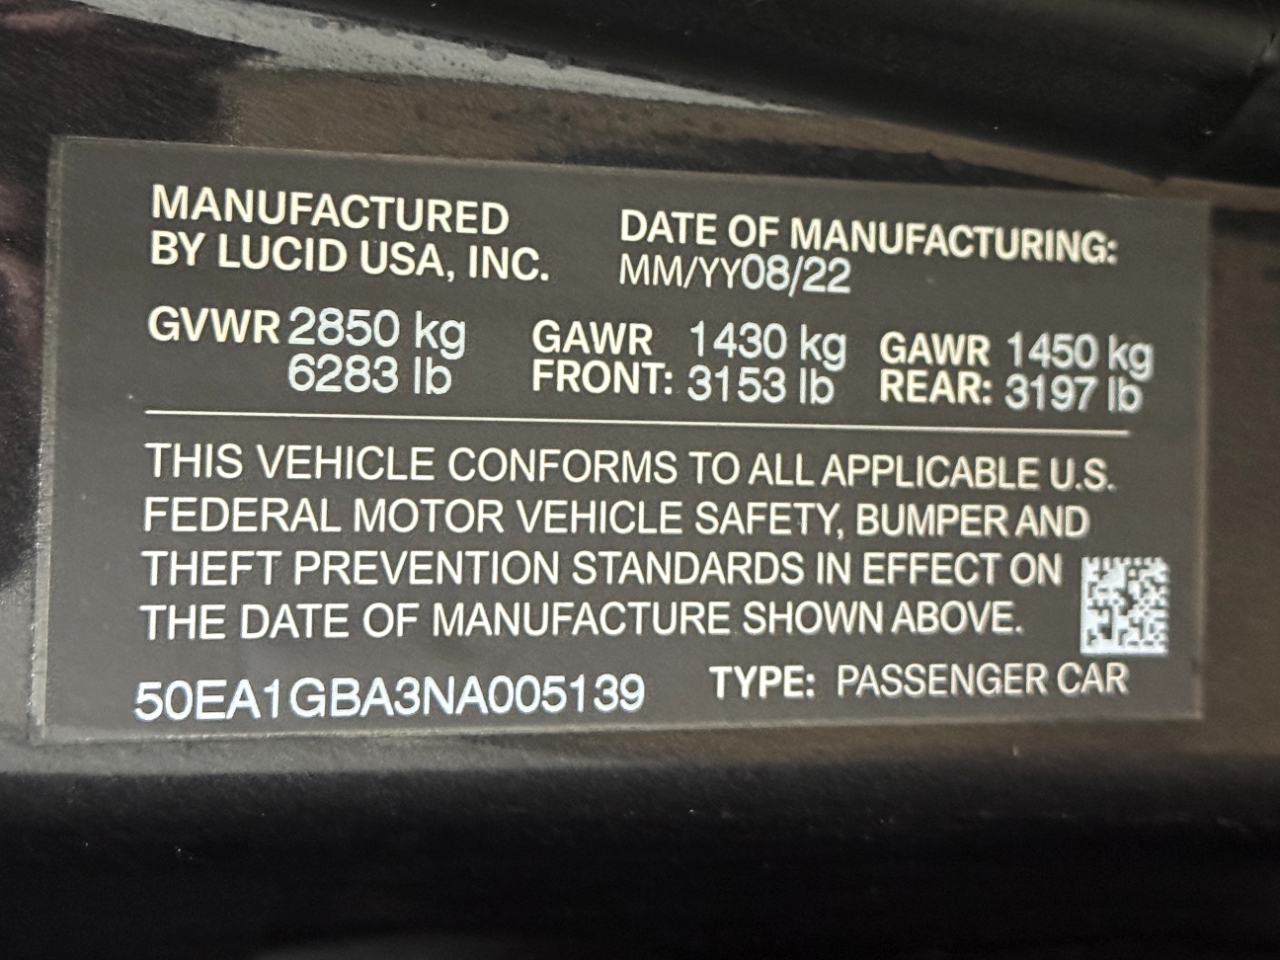 MANUFACTURED
BY LUCID USA, INC.
DATE OF MANUFACTURING:
MM/YY08/22
GVWR 2850 kg
6283 lb
GAWR 1430 kg
FRONT: 3153 lb
GAWR 1450 kg
REAR: 3197 lb
THIS VEHICLE CONFORMS TO ALL APPLICABLE U.S.
FEDERAL MOTOR VEHICLE SAFETY, BUMPER AND
THEFT PREVENTION STANDARDS IN EFFECT ON
THE DATE OF MANUFACTURE SHOWN ABOVE.
50EA1GBA3NA005139
TYPE: PASSENGER CAR